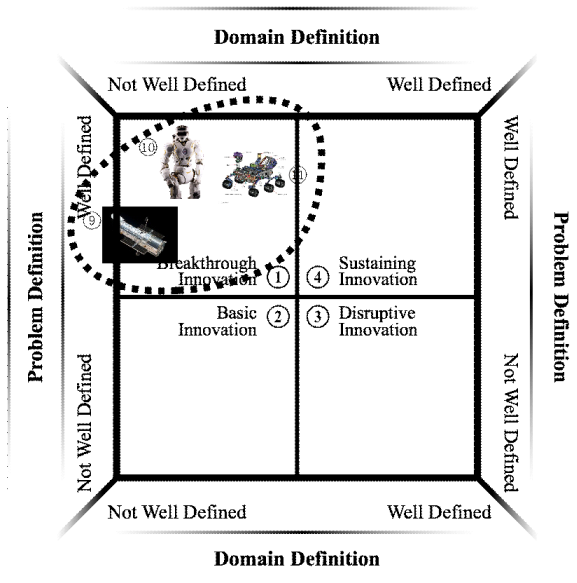 Domain Definition
Not Well Defined
Well Defined
Well Defined
Well Defined
Problem Definition
Problem Definition
10
11
9
Breakthrough
Innovation
1
4
Sustaining
Innovation
Basic
Innovation
2
3
Disruptive
Innovation
Not Well Defined
Not Well Defined
Not Well Defined
Well Defined
Domain Definition